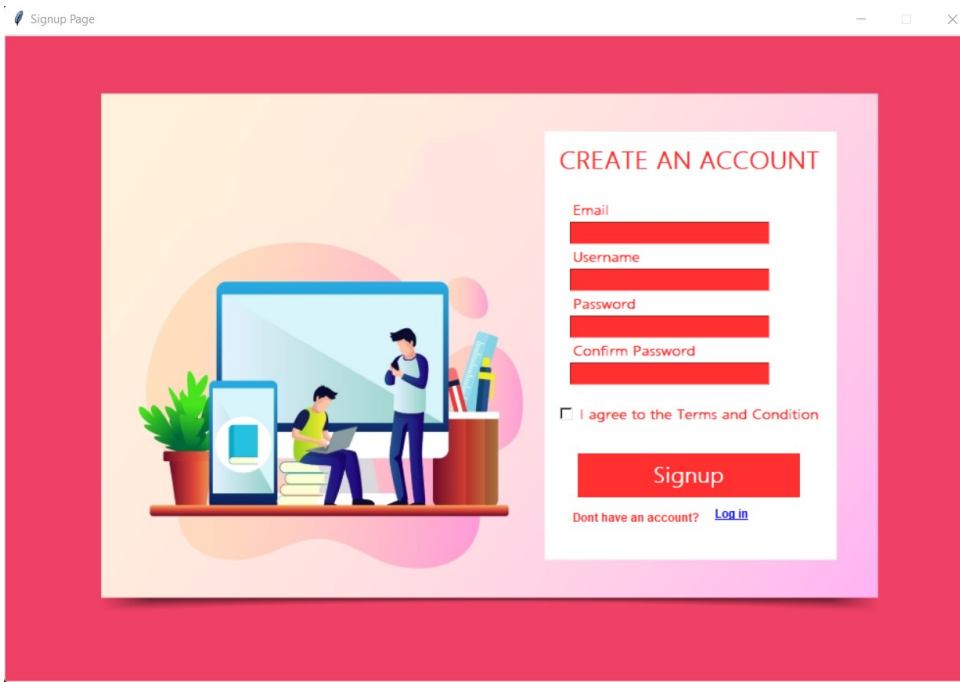 Signup Page
CREATE AN ACCOUNT
Email
Username
Password
Confirm Password
I agree to the Terms and Condition
Signup
Dont have an account? Log in